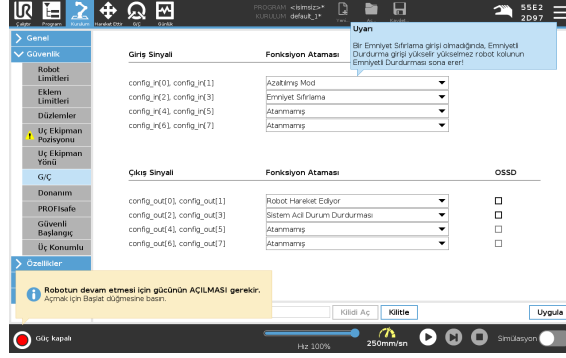 PROGRAM <isimsiz>*
KURULUM default_1*
55E2
2D97
Çalıştır Program Kurulum Hareket Ettir G/Ç Günlük
Yeni... Aç... Kaydet...
Uyarı
Bir Emniyet Sıfırlama girişi olmadığında, Emniyetli
Durdurma girişi yükselir yükselmez robot kolunun
Emniyetli Durdurması sona erer!
Genel
Güvenlik
Robot
Limitleri
Eklem
Limitleri
Düzlemler
Uç Ekipman
Pozisyonu
Uç Ekipman
Yönü
G/Ç
Donanım
PROFIsafe
Güvenli
Başlangıç
Üç Konumlu
Özellikler
Giriş Sinyali Fonksiyon Ataması
config_in[0], config_in[1] Azaltılmış Mod
config_in[2], config_in[3] Emniyet Sıfırlama
config_in[4], config_in[5] Atanmamış
config_in[6], config_in[7] Atanmamış
Çıkış Sinyali Fonksiyon Ataması OSSD
config_out[0], config_out[1] Robot Hareket Ediyor
config_out[2], config_out[3] Sistem Acil Durum Durdurması
config_out[4], config_out[5] Atanmamış
config_out[6], config_out[7] Atanmamış
Robotun devam etmesi için gücünün AÇILMASI gerekir.
Açmak için Başlat düğmesine basın.
Kilidi Aç Kilitle Uygula
Güç kapalı
Hız 100%
250mm/sn
Simülasyon